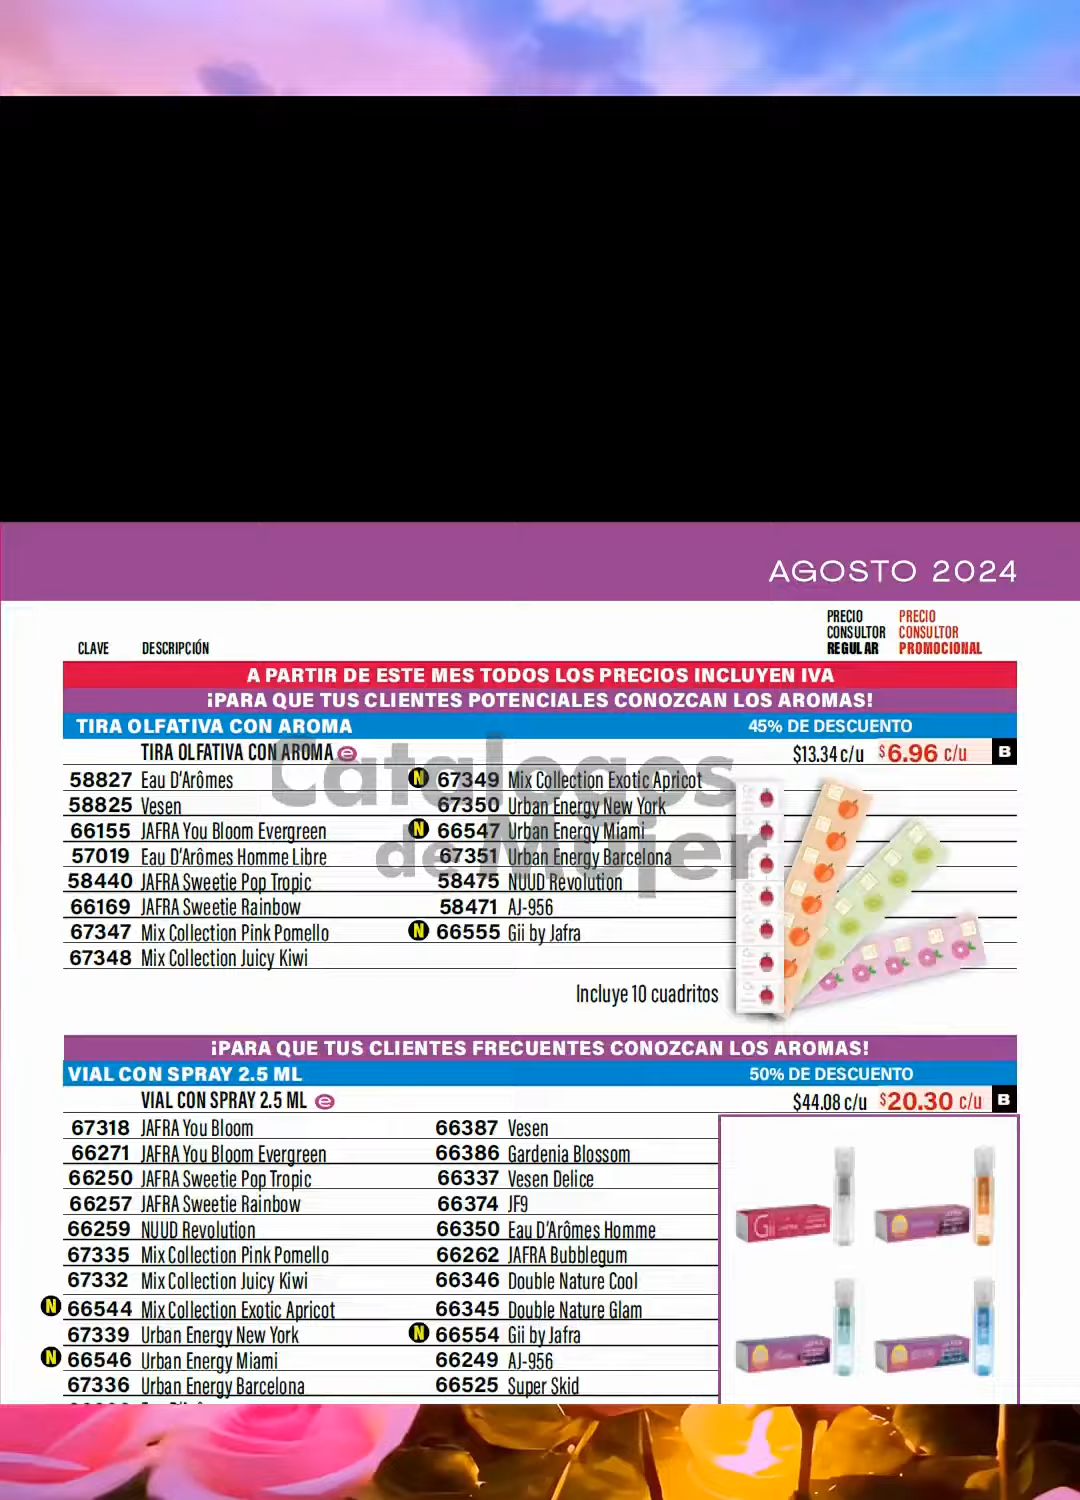 AGOSTO 2024
CLAVE DESCRIPCIÓN PRECIO CONSULTOR REGULAR PRECIO CONSULTOR PROMOCIONAL
A PARTIR DE ESTE MES TODOS LOS PRECIOS INCLUYEN IVA
¡PARA QUE TUS CLIENTES POTENCIALES CONOZCAN LOS AROMAS!
TIRA OLFATIVA CON AROMA 45% DE DESCUENTO
TIRA OLFATIVA CON AROMA e $13.34 c/u $6.96 c/u B
58827 Eau D'Arômes N 67349 Mix Collection Exotic Apricot
58825 Vesen 67350 Urban Energy New York
66155 JAFRA You Bloom Evergreen N 66547 Urban Energy Miami
57019 Eau D'Arômes Homme Libre 67351 Urban Energy Barcelona
58440 JAFRA Sweetie Pop Tropic 58475 NUUD Revolution
66169 JAFRA Sweetie Rainbow 58471 AJ-956
67347 Mix Collection Pink Pomello N 66555 Gii by Jafra
67348 Mix Collection Juicy Kiwi
Catalogos
de Mujer
Incluye 10 cuadritos
¡PARA QUE TUS CLIENTES FRECUENTES CONOZCAN LOS AROMAS!
VIAL CON SPRAY 2.5 ML 50% DE DESCUENTO
VIAL CON SPRAY 2.5 ML e $44.08 c/u $20.30 c/u B
67318 JAFRA You Bloom 66387 Vesen
66271 JAFRA You Bloom Evergreen 66386 Gardenia Blossom
66250 JAFRA Sweetie Pop Tropic 66337 Vesen Delice
66257 JAFRA Sweetie Rainbow 66374 JF9
66259 NUUD Revolution 66350 Eau D'Arômes Homme
67335 Mix Collection Pink Pomello 66262 JAFRA Bubblegum
67332 Mix Collection Juicy Kiwi 66346 Double Nature Cool
N 66544 Mix Collection Exotic Apricot 66345 Double Nature Glam
67339 Urban Energy New York N 66554 Gii by Jafra
N 66546 Urban Energy Miami 66249 AJ-956
67336 Urban Energy Barcelona 66525 Super Skid
Gii